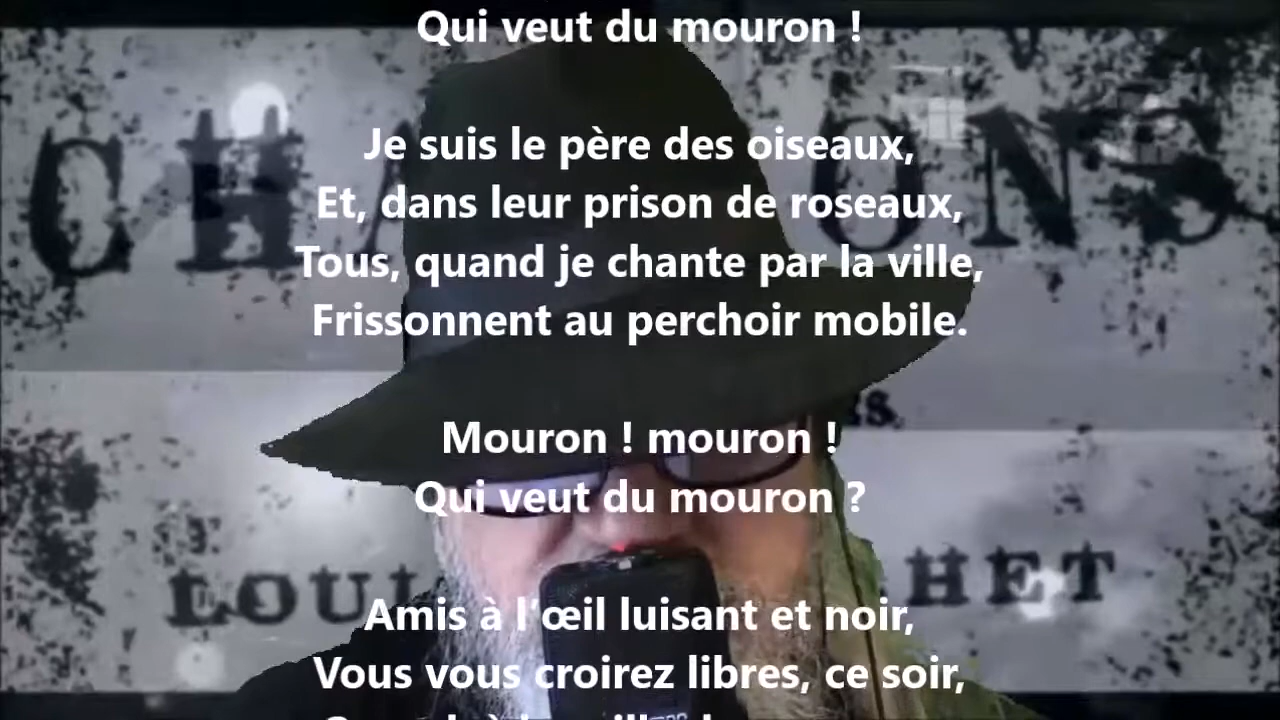 Qui veut du mouron !
Je suis le père des oiseaux,
Et, dans leur prison de roseaux,
Tous, quand je chante par la ville,
Frissonnent au perchoir mobile.
Mouron ! mouron !
Qui veut du mouron ?
Amis à l'œil luisant et noir,
Vous vous croirez libres, ce soir,